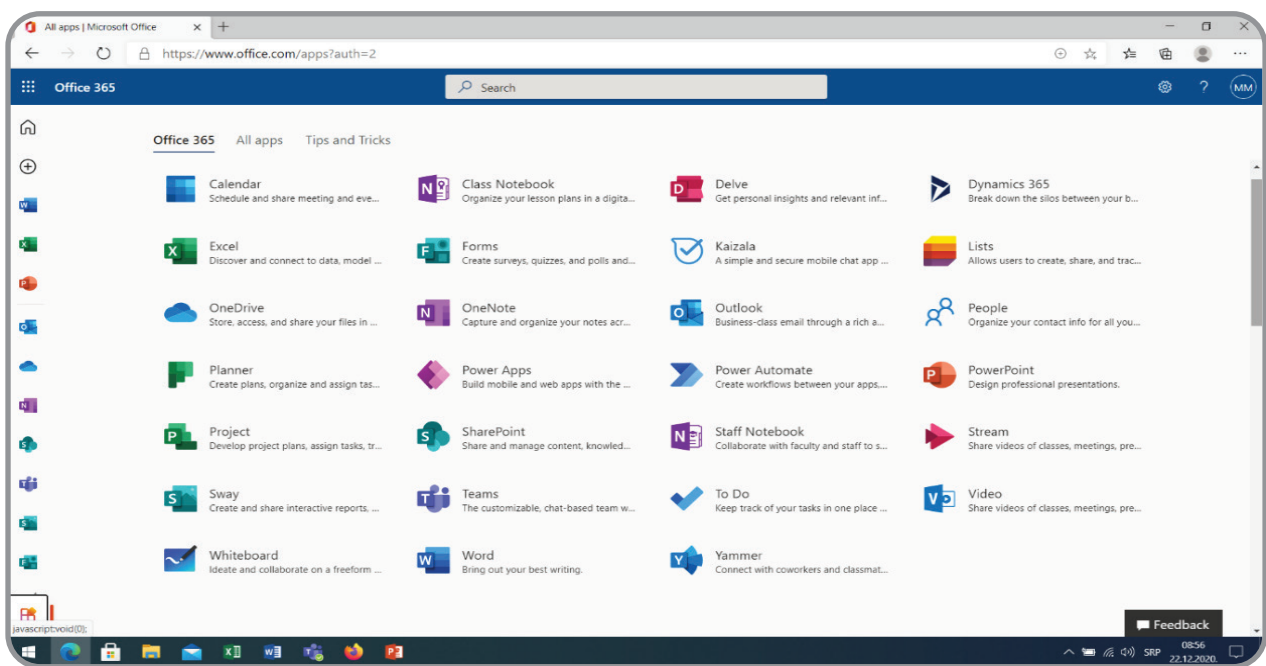 All apps | Microsoft Office
https://www.office.com/apps?auth=2
Office 365
Search
MM
Office 365 All apps Tips and Tricks
Calendar
Schedule and share meeting and eve...
Class Notebook
Organize your lesson plans in a digita...
Delve
Get personal insights and relevant inf...
Dynamics 365
Break down the silos between your b...
Excel
Discover and connect to data, model ...
Forms
Create surveys, quizzes, and polls and...
Kaizala
A simple and secure mobile chat app ...
Lists
Allows users to create, share, and trac...
OneDrive
Store, access, and share your files in ...
OneNote
Capture and organize your notes acr...
Outlook
Business-class email through a rich a...
People
Organize your contact info for all you...
Planner
Create plans, organize and assign tas...
Power Apps
Build mobile and web apps with the ...
Power Automate
Create workflows between your apps,...
PowerPoint
Design professional presentations.
Project
Develop project plans, assign tasks, tr...
SharePoint
Share and manage content, knowled...
Staff Notebook
Collaborate with faculty and staff to s...
Stream
Share videos of classes, meetings, pre...
Sway
Create and share interactive reports, ...
Teams
The customizable, chat-based team w...
To Do
Keep track of your tasks in one place ...
Video
Share videos of classes, meetings, pre...
Whiteboard
Ideate and collaborate on a freeform ...
Word
Bring out your best writing.
Yammer
Connect with coworkers and classmat...
javascript:void(0);
Feedback
SRP
08:56
22.12.2020.